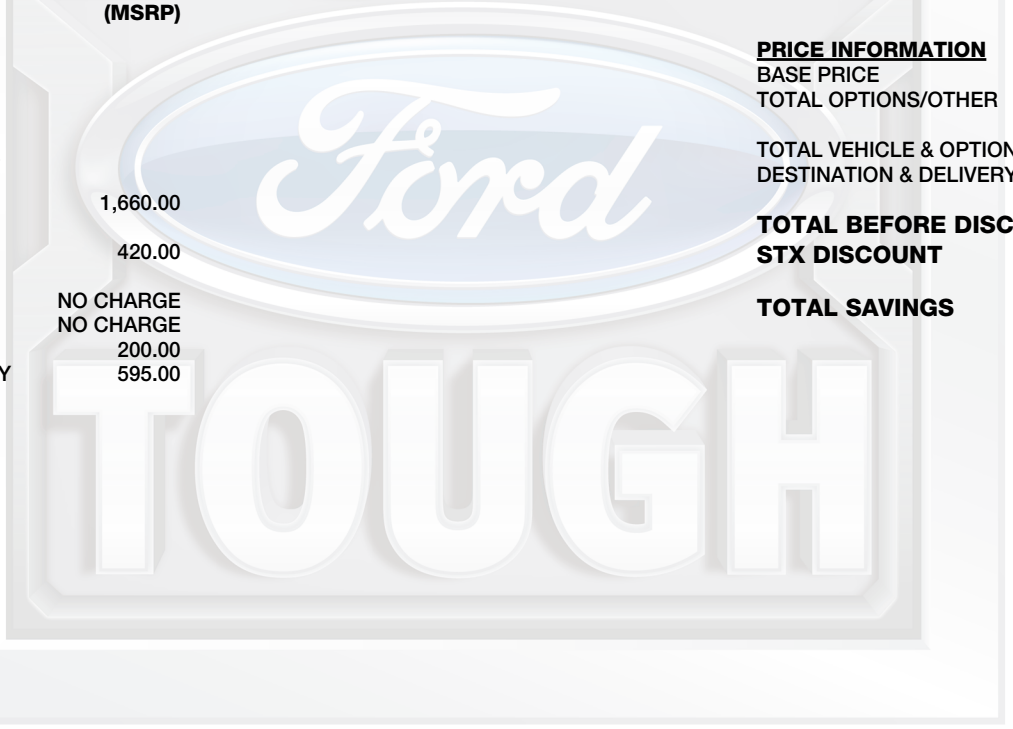 (MSRP)
1,660.00
420.00
NO CHARGE
NO CHARGE
200.00
Y 595.00
PRICE INFORMATION
BASE PRICE
TOTAL OPTIONS/OTHER
TOTAL VEHICLE & OPTION
DESTINATION & DELIVERY
TOTAL BEFORE DISC
STX DISCOUNT
TOTAL SAVINGS
Ford
TOUGH